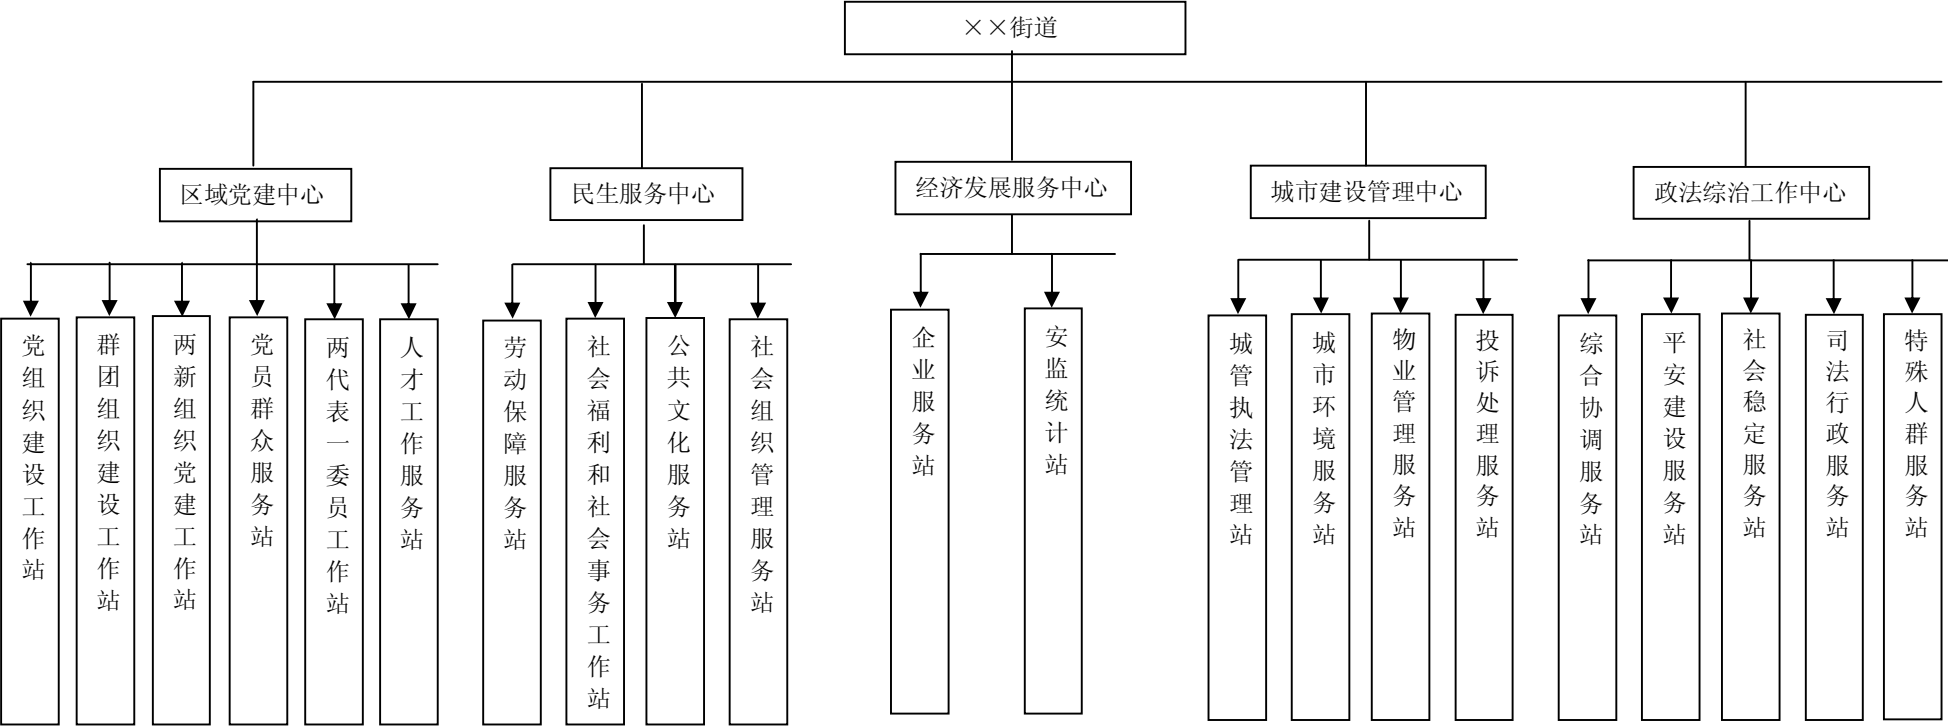 ××街道
区域党建中心
民生服务中心
经济发展服务中心
城市建设管理中心
政法综治工作中心
党组织建设工作站
群团组织建设工作站
两新组织党建工作站
党员群众服务站
两代表一委员工作站
人才工作服务站
劳动保障服务站
社会福利和社会事务工作站
公共文化服务站
社会组织管理服务站
企业服务站
安监统计站
城管执法管理站
城市环境服务站
物业管理服务站
投诉处理服务站
综合协调服务站
平安建设服务站
社会稳定服务站
司法行政服务站
特殊人群服务站